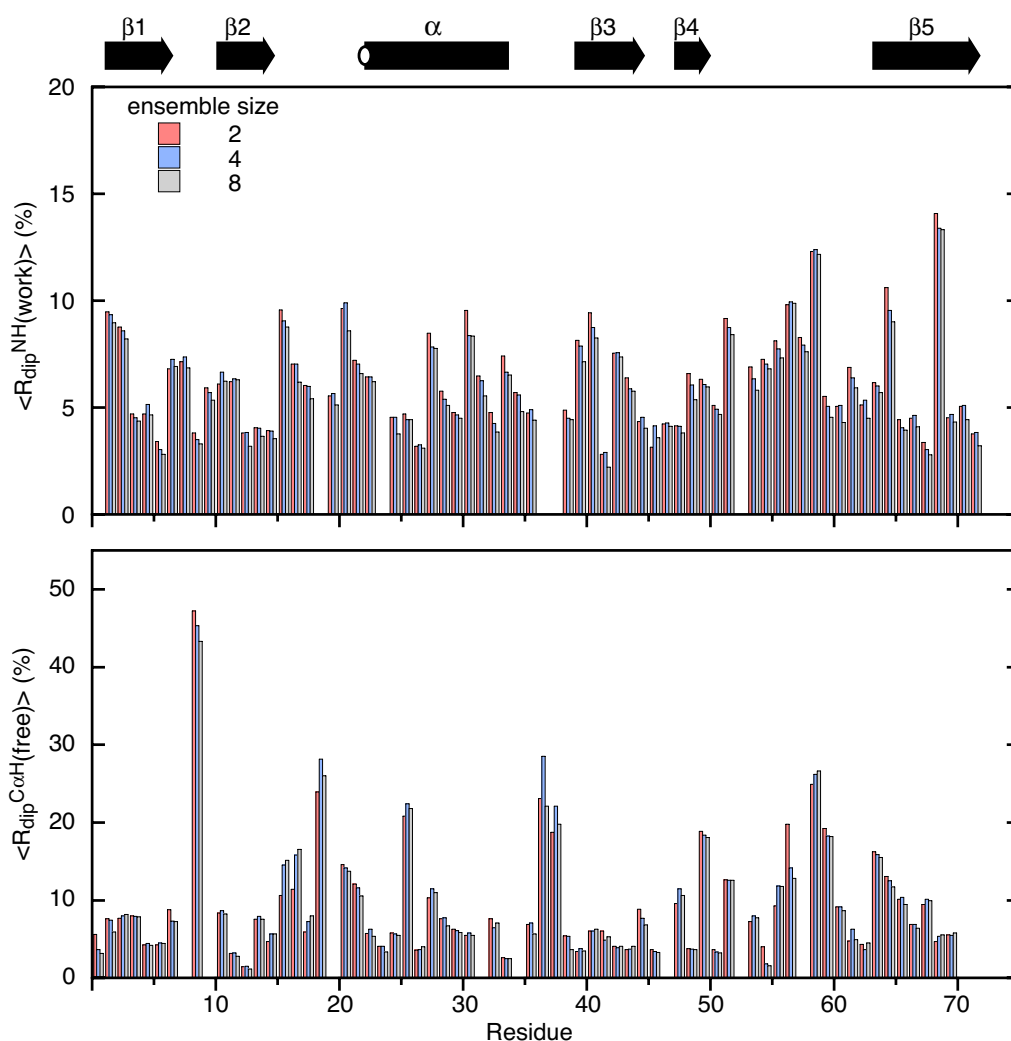 β1 β2 α β3 β4 β5
20
ensemble size
2
4
8
15
10
5
0
<R_dip^NH(work)> (%)
50
40
30
20
10
0
<R_dip^CαH(free)> (%)
10 20 30 40 50 60 70
Residue